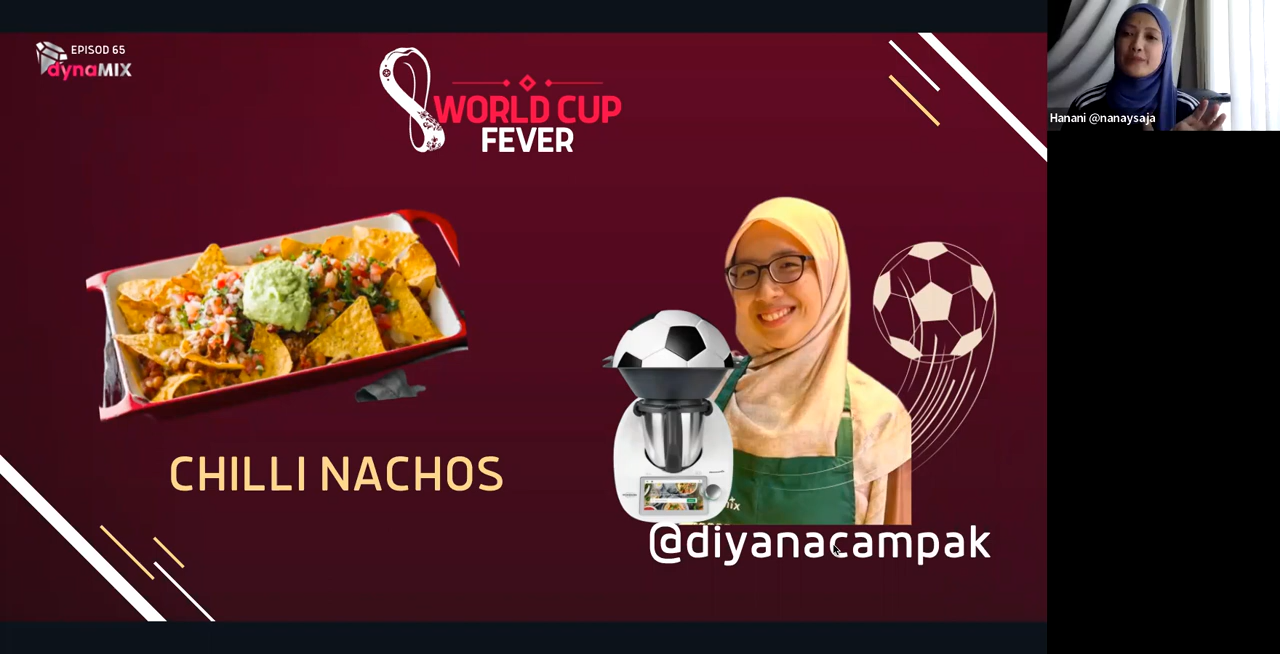 EPISOD 65
dynaMIX
WORLD CUP
FEVER
Hanani @nanaysaja
CHILLI NACHOS
@diyanacampak